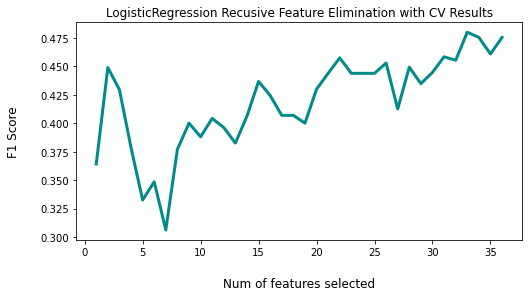 LogisticRegression Recusive Feature Elimination with CV Results
0.475
0.450
0.425
0.400
0.375
0.350
0.325
0.300
F1 Score
0 5 10 15 20 25 30 35
Num of features selected